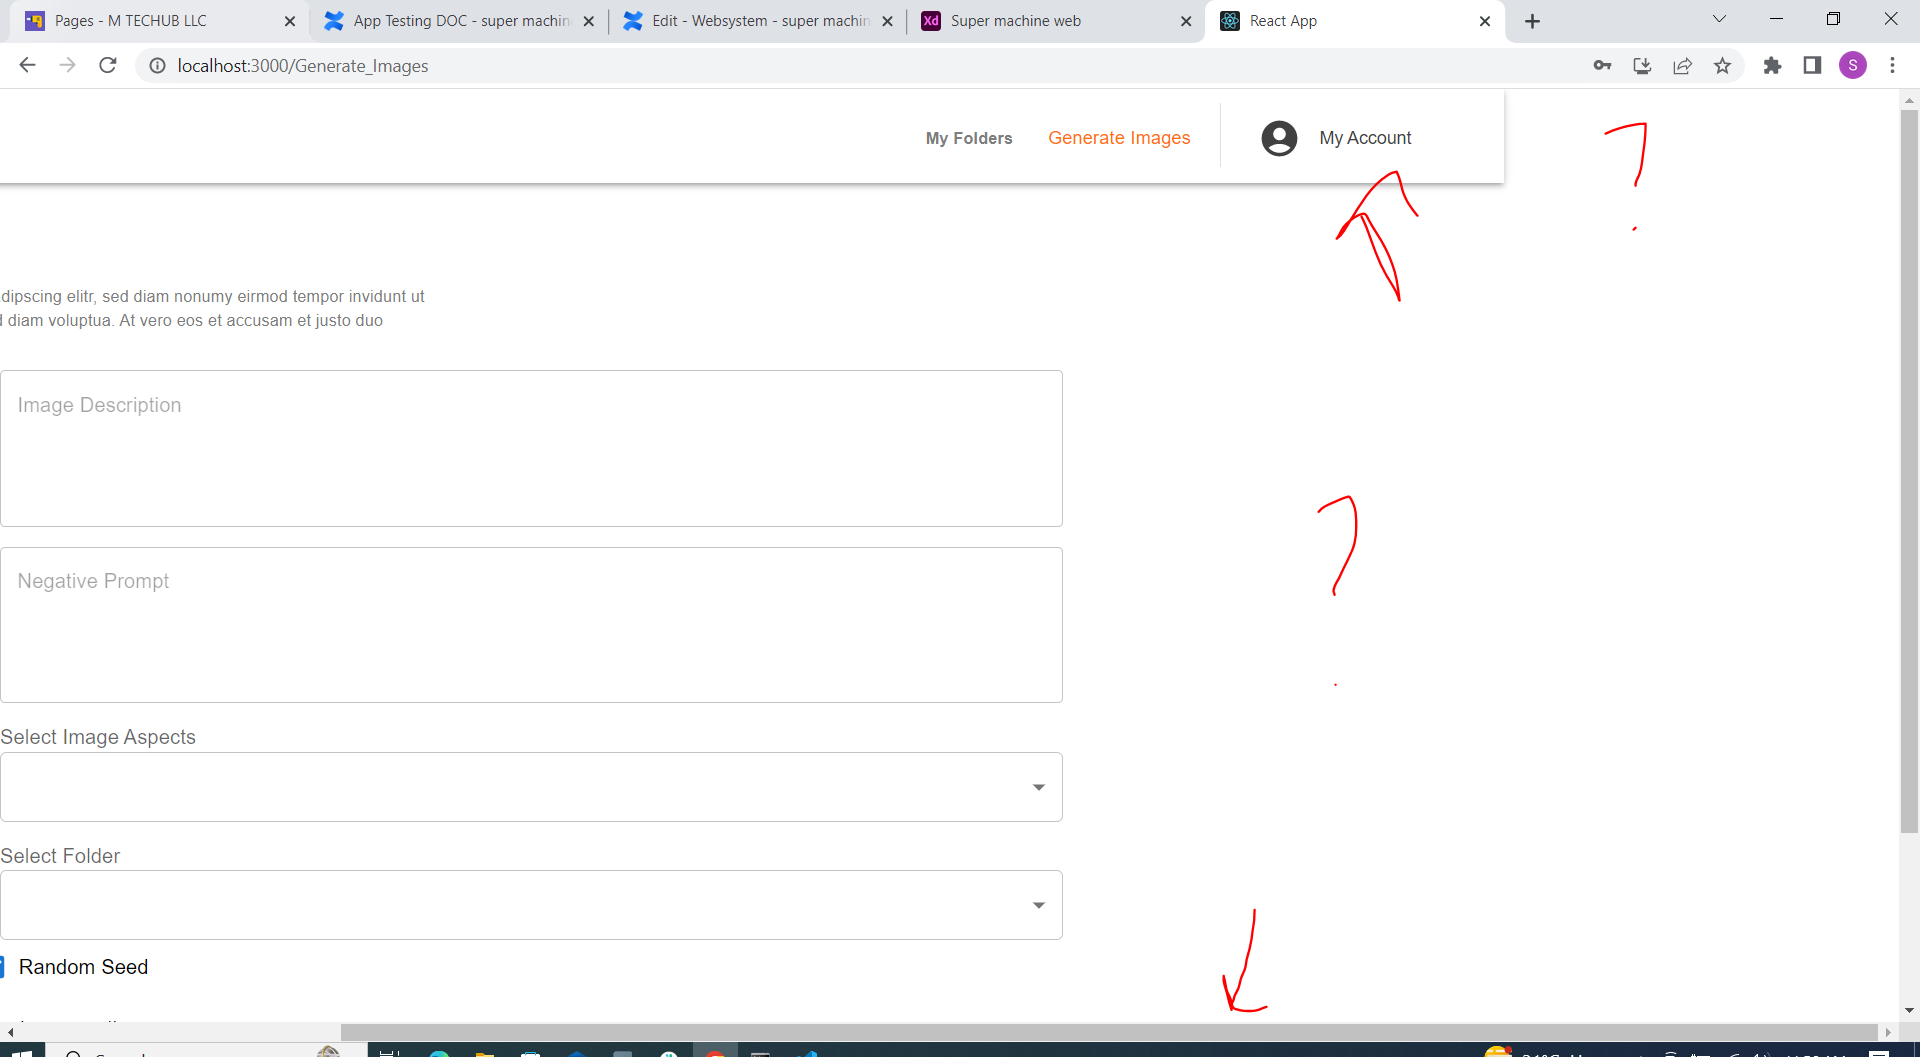 Pages - M TECHUB LLC
App Testing DOC - super machin
Edit - Websystem - super machin
Xd
Super machine web
React App
localhost:3000/Generate_Images
S
My Folders
Generate Images
My Account
?
dipscing elitr, sed diam nonumy eirmod tempor invidunt ut
d diam voluptua. At vero eos et accusam et justo duo
Image Description
?
Negative Prompt
Select Image Aspects
Select Folder
Random Seed